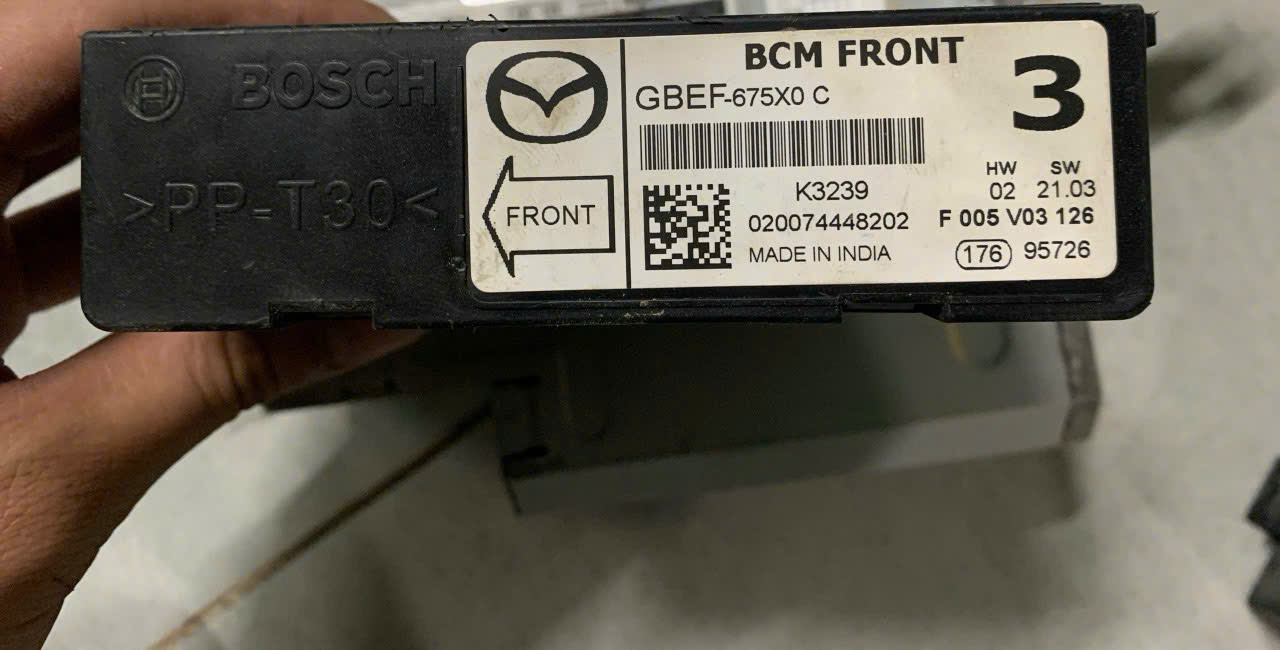 BOSCH
>PP-T30<
FRONT
BCM FRONT
GBEF-675X0 C
3
K3239
020074448202
MADE IN INDIA
HW SW
02 21.03
F 005 V03 126
176 95726